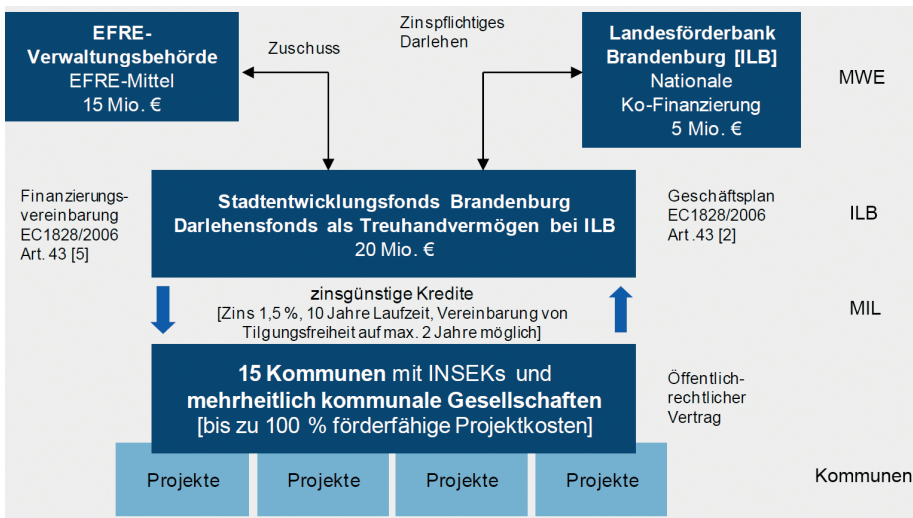 EFRE-
Verwaltungsbehörde
EFRE-Mittel
15 Mio. €
Zuschuss
Zinspflichtiges
Darlehen
Landesförderbank
Brandenburg [ILB]
Nationale
Ko-Finanzierung
5 Mio. €
MWE
Finanzierungs-
vereinbarung
EC1828/2006
Art. 43 [5]
Stadtentwicklungsfonds Brandenburg
Darlehensfonds als Treuhandvermögen bei ILB
20 Mio. €
Geschäftsplan
EC1828/2006
Art.43 [2]
ILB
zinsgünstige Kredite
[Zins 1,5 %, 10 Jahre Laufzeit, Vereinbarung von
Tilgungsfreiheit auf max. 2 Jahre möglich]
MIL
15 Kommunen mit INSEKs und
mehrheitlich kommunale Gesellschaften
[bis zu 100 % förderfähige Projektkosten]
Öffentlich-
rechtlicher
Vertrag
Projekte
Projekte
Projekte
Projekte
Kommunen